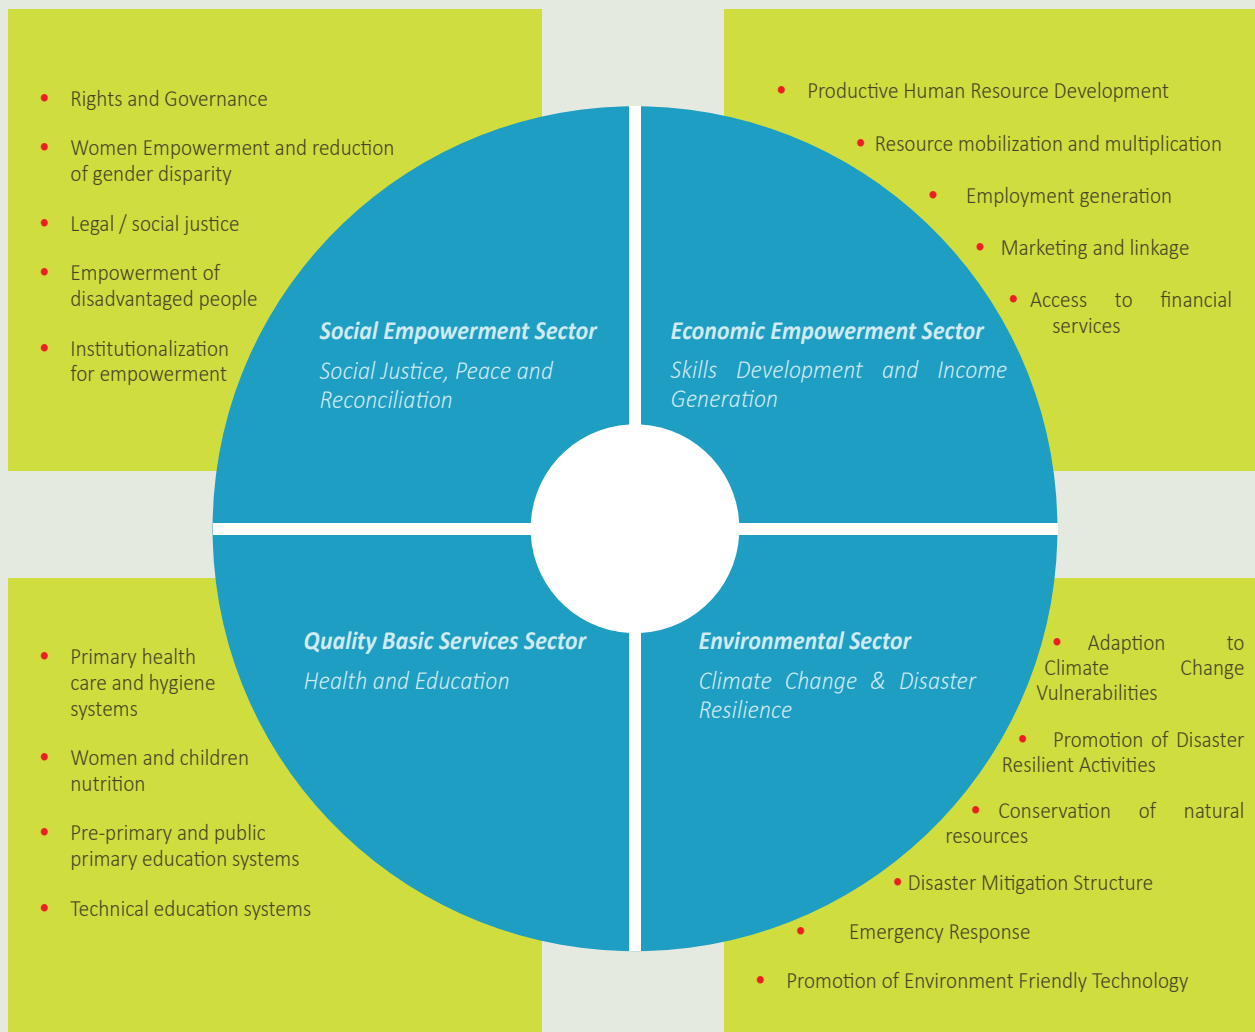 • Rights and Governance
• Women Empowerment and reduction
of gender disparity
• Legal / social justice
• Empowerment of
disadvantaged people
• Institutionalization
for empowerment
Social Empowerment Sector
Social Justice, Peace and
Reconciliation
• Productive Human Resource Development
• Resource mobilization and multiplication
• Employment generation
• Marketing and linkage
• Access to financial
services
Economic Empowerment Sector
Skills Development and Income
Generation
• Primary health
care and hygiene
systems
• Women and children
nutrition
• Pre-primary and public
primary education systems
• Technical education systems
Quality Basic Services Sector
Health and Education
Environmental Sector
Climate Change & Disaster
Resilience
• Adaption to
Climate Change
Vulnerabilities
• Promotion of Disaster
Resilient Activities
• Conservation of natural
resources
• Disaster Mitigation Structure
• Emergency Response
• Promotion of Environment Friendly Technology